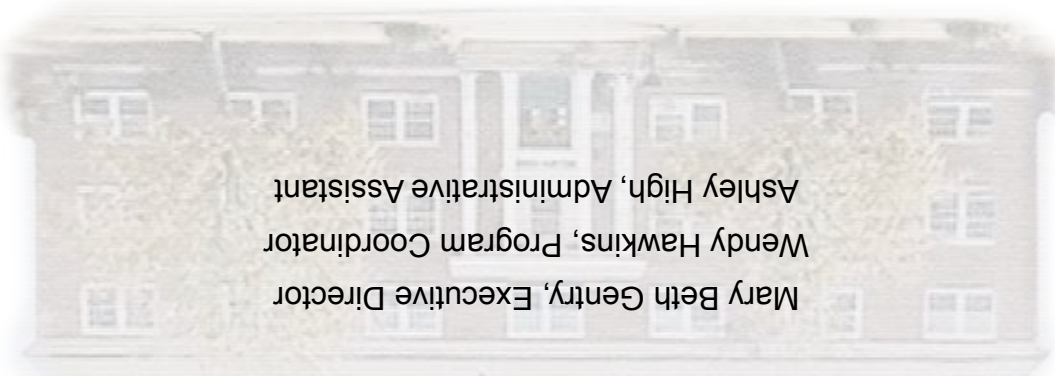 Mary Beth Gentry, Executive Director
Wendy Hawkins, Program Coordinator
Ashley High, Administrative Assistant